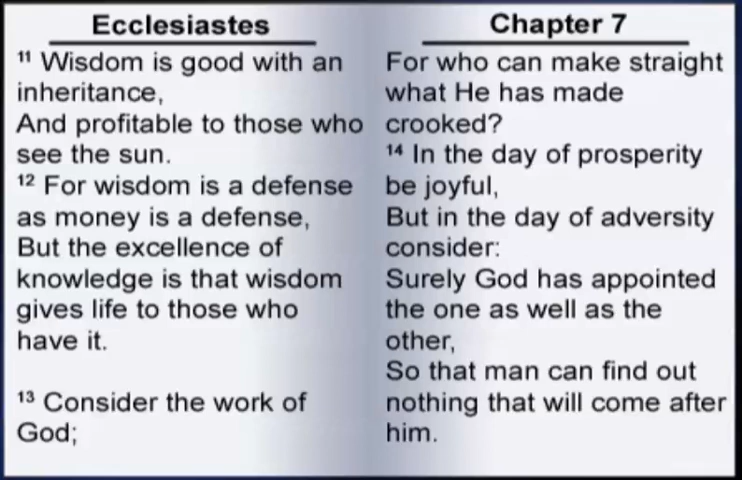 Ecclesiastes
¹¹ Wisdom is good with an
inheritance,
And profitable to those who
see the sun.
¹² For wisdom is a defense
as money is a defense,
But the excellence of
knowledge is that wisdom
gives life to those who
have it.
¹³ Consider the work of
God;
Chapter 7
For who can make straight
what He has made
crooked?
¹⁴ In the day of prosperity
be joyful,
But in the day of adversity
consider:
Surely God has appointed
the one as well as the
other,
So that man can find out
nothing that will come after
him.